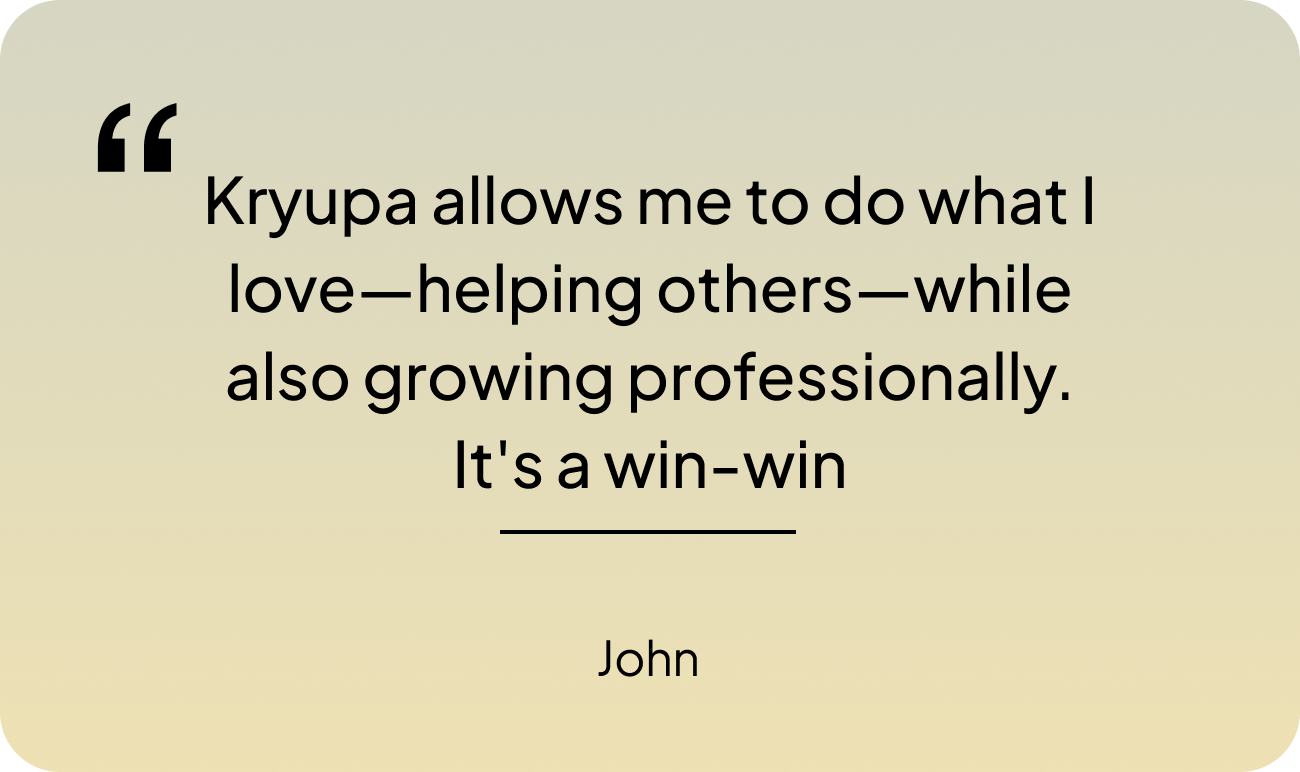 “
Kryupa allows me to do what I
love—helping others—while
also growing professionally.
It's a win-win
John